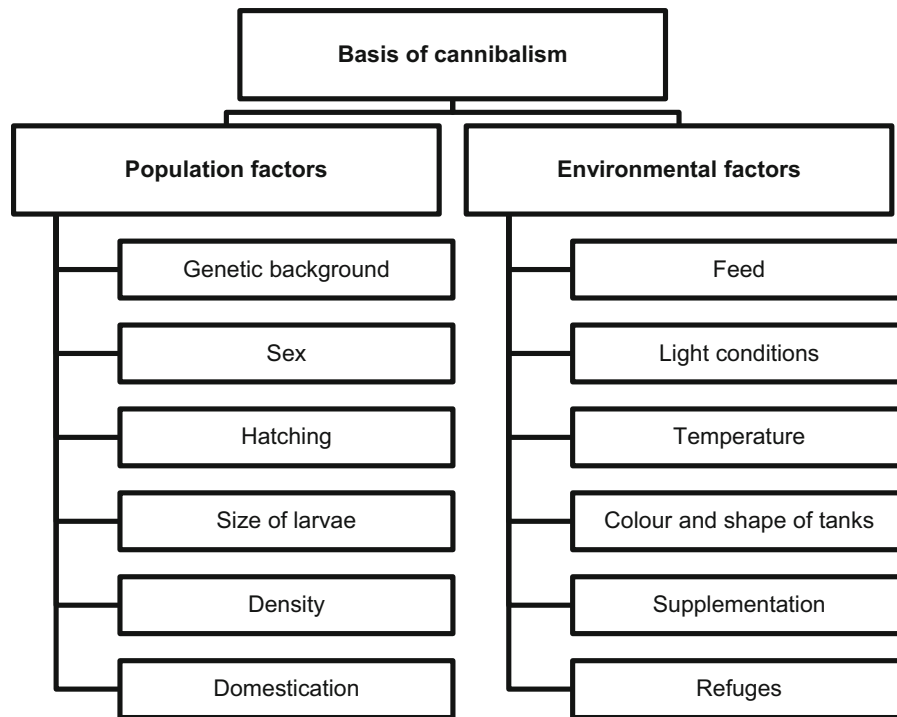 Basis of cannibalism
Population factors
Genetic background
Sex
Hatching
Size of larvae
Density
Domestication
Environmental factors
Feed
Light conditions
Temperature
Colour and shape of tanks
Supplementation
Refuges